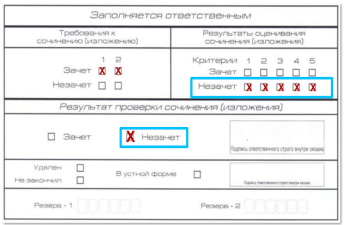 Заполняется ответственным
Требования к
сочинению (изложению)
Результаты оценивания
сочинения (изложения)
1 2
Зачет X X
Незачет
Критерии 1 2 3 4 5
Зачет
Незачет X X X X X
Результат проверки сочинения (изложения)
Зачет
X Незачет
Подпись ответственного строго внутри окошка
Удален
Не закончил
В устной форме
Подпись ответственного строго внутри окошка
Резерв - 1
Резерв - 2